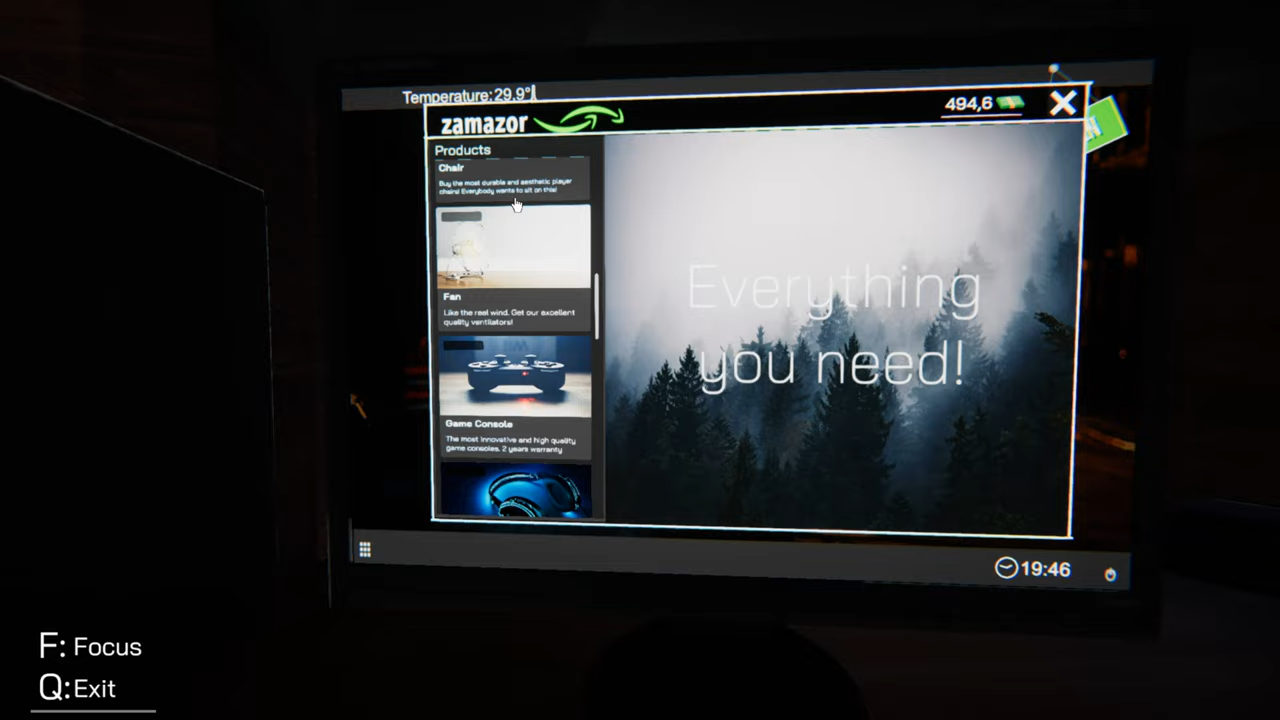 Temperature: 29.9°
zamazor
494,6
Products
Chair
Buy the most durable and aesthetic player
chairs! Everybody wants to sit on this!
Fan
Like the reel wind. Get our excellent
quality ventilators!
Game Console
The most innovative and high quality
game consoles. 2 years warranty
Everything
you need!
19:46
F: Focus
Q:Exit